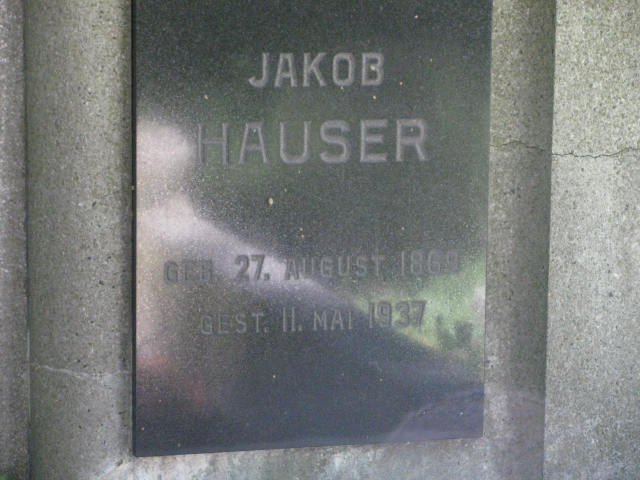 JAKOB
HAUSER
GEB. 27. AUGUST
GEST. 11. MAI 1937